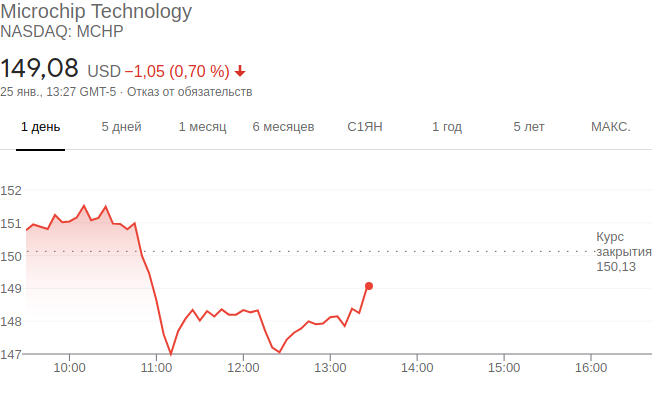 Microchip Technology
NASDAQ: MCHP
149,08 USD −1,05 (0,70 %)
25 янв., 13:27 GMT-5 · Отказ от обязательств
1 день 5 дней 1 месяц 6 месяцев С1ЯН 1 год 5 лет МАКС.
152
151
Курс
закрытия
150,13
150
149
148
147
10:00 11:00 12:00 13:00 14:00 15:00 16:00